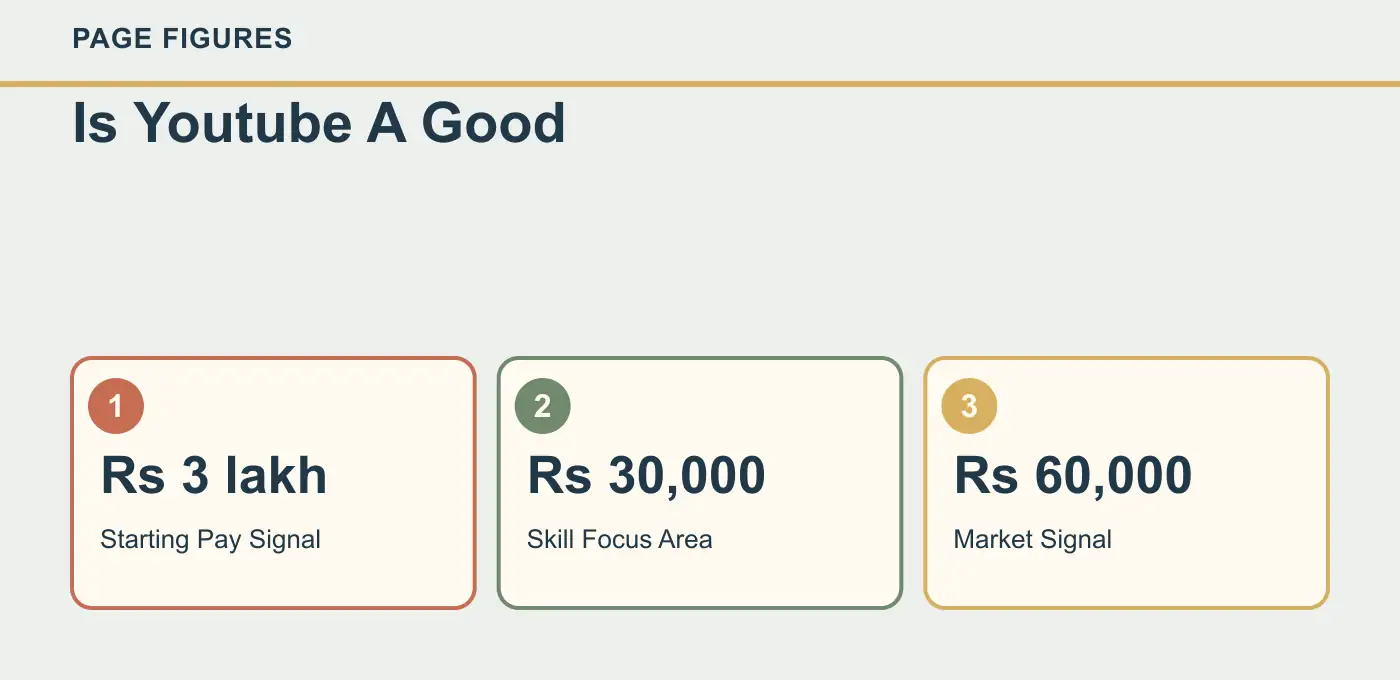 PAGE FIGURES
Is Youtube A Good
1
Rs 3 lakh
Starting Pay Signal
2
Rs 30,000
Skill Focus Area
3
Rs 60,000
Market Signal